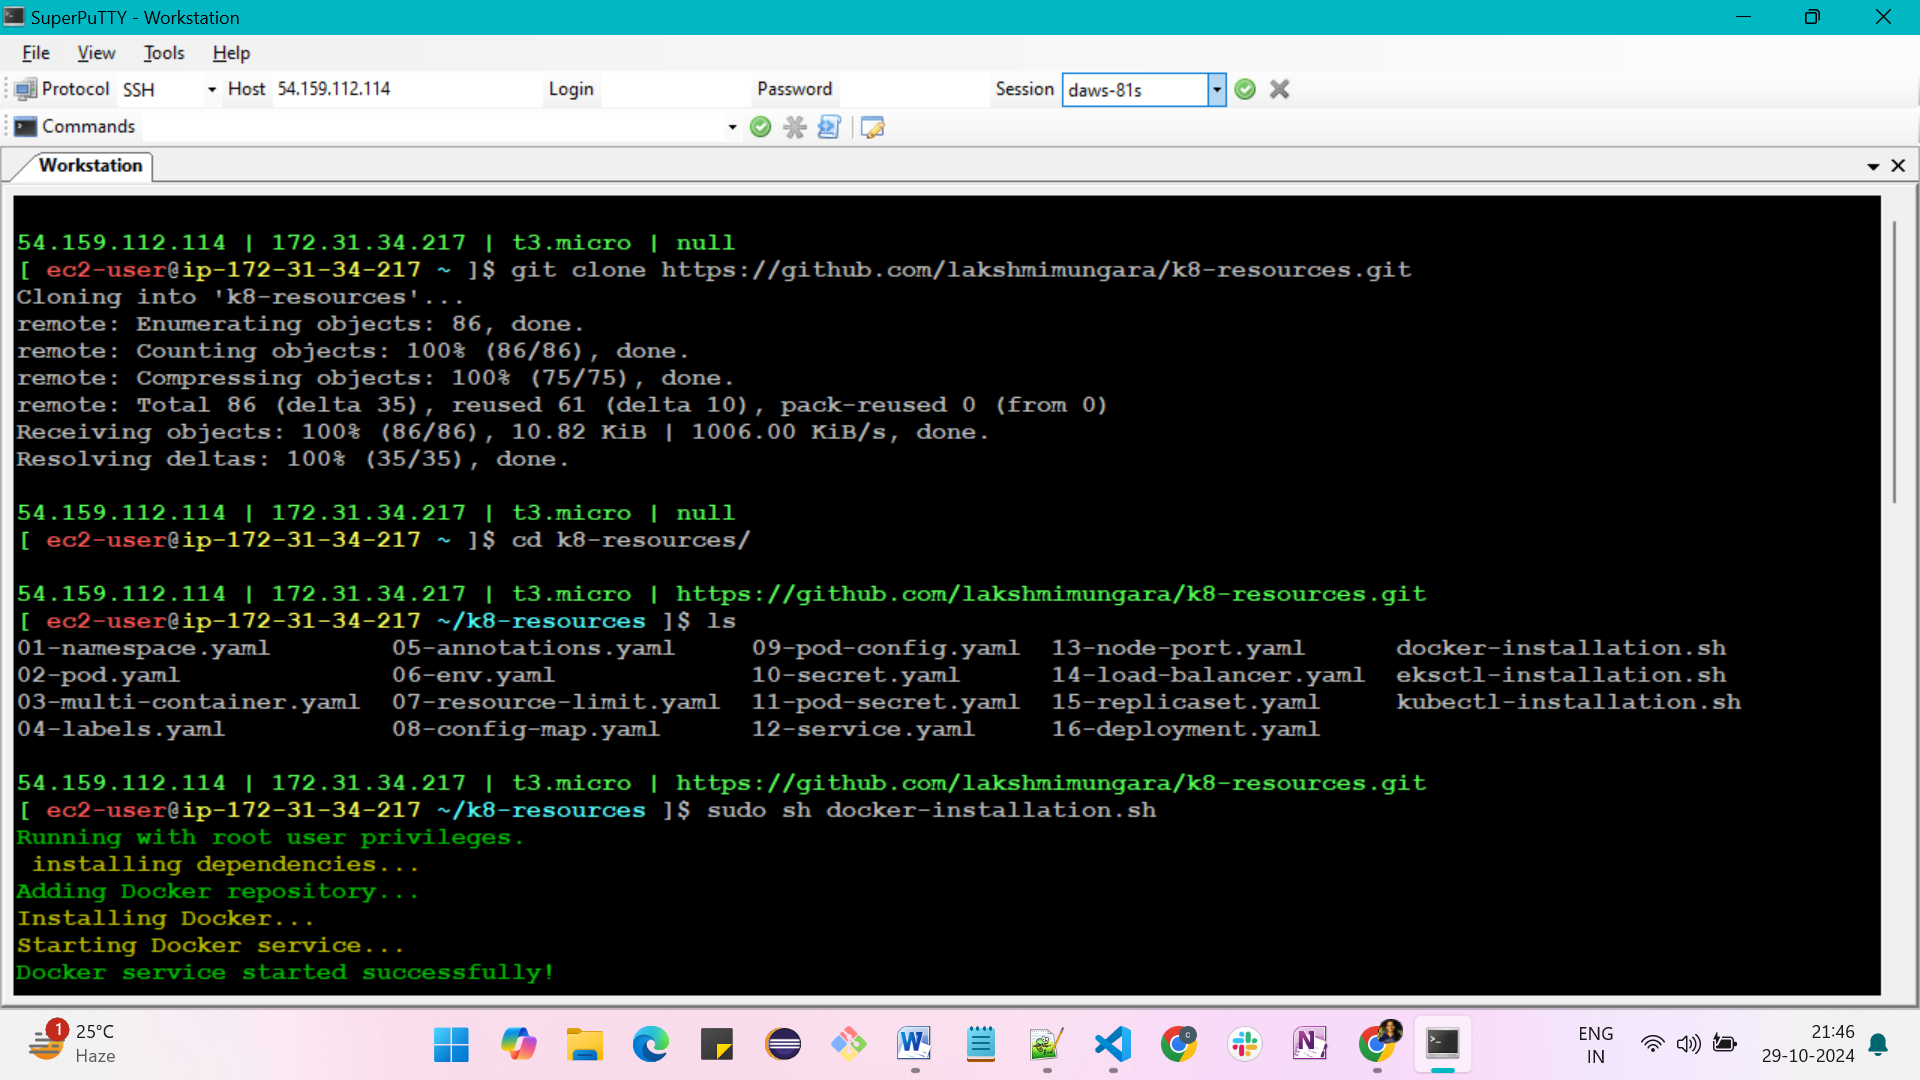 SuperPuTTY - Workstation
File View Tools Help
Protocol SSH Host 54.159.112.114 Login Password Session daws-81s
Commands
Workstation
54.159.112.114 | 172.31.34.217 | t3.micro | null
[ ec2-user@ip-172-31-34-217 ~ ]$ git clone https://github.com/lakshmimungara/k8-resources.git
Cloning into 'k8-resources'...
remote: Enumerating objects: 86, done.
remote: Counting objects: 100% (86/86), done.
remote: Compressing objects: 100% (75/75), done.
remote: Total 86 (delta 35), reused 61 (delta 10), pack-reused 0 (from 0)
Receiving objects: 100% (86/86), 10.82 KiB | 1006.00 KiB/s, done.
Resolving deltas: 100% (35/35), done.
54.159.112.114 | 172.31.34.217 | t3.micro | null
[ ec2-user@ip-172-31-34-217 ~ ]$ cd k8-resources/
54.159.112.114 | 172.31.34.217 | t3.micro | https://github.com/lakshmimungara/k8-resources.git
[ ec2-user@ip-172-31-34-217 ~/k8-resources ]$ ls
01-namespace.yaml 05-annotations.yaml 09-pod-config.yaml 13-node-port.yaml docker-installation.sh
02-pod.yaml 06-env.yaml 10-secret.yaml 14-load-balancer.yaml eksctl-installation.sh
03-multi-container.yaml 07-resource-limit.yaml 11-pod-secret.yaml 15-replicaset.yaml kubectl-installation.sh
04-labels.yaml 08-config-map.yaml 12-service.yaml 16-deployment.yaml
54.159.112.114 | 172.31.34.217 | t3.micro | https://github.com/lakshmimungara/k8-resources.git
[ ec2-user@ip-172-31-34-217 ~/k8-resources ]$ sudo sh docker-installation.sh
Running with root user privileges.
installing dependencies...
Adding Docker repository...
Installing Docker...
Starting Docker service...
Docker service started successfully!
1 25°C ENG 21:46
Haze IN 29-10-2024